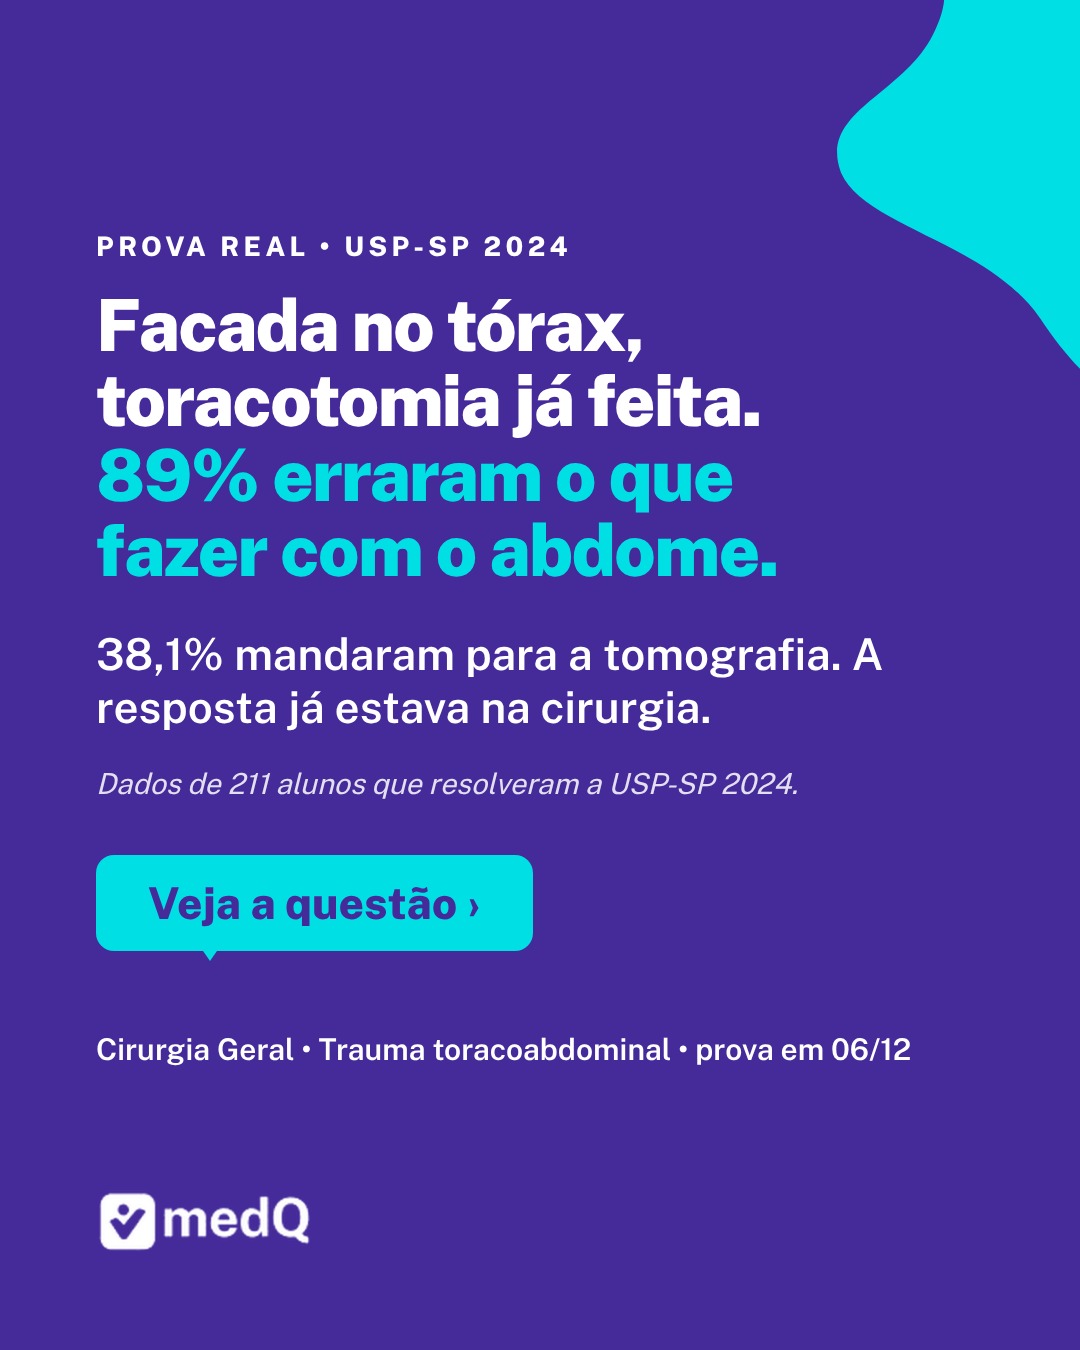 PROVA REAL • USP-SP 2024
Facada no tórax,
toracotomia já feita.
89% erraram o que
fazer com o abdome.
38,1% mandaram para a tomografia. A
resposta já estava na cirurgia.
Dados de 211 alunos que resolveram a USP-SP 2024.
Veja a questão ›
Cirurgia Geral • Trauma toracoabdominal • prova em 06/12
medQ